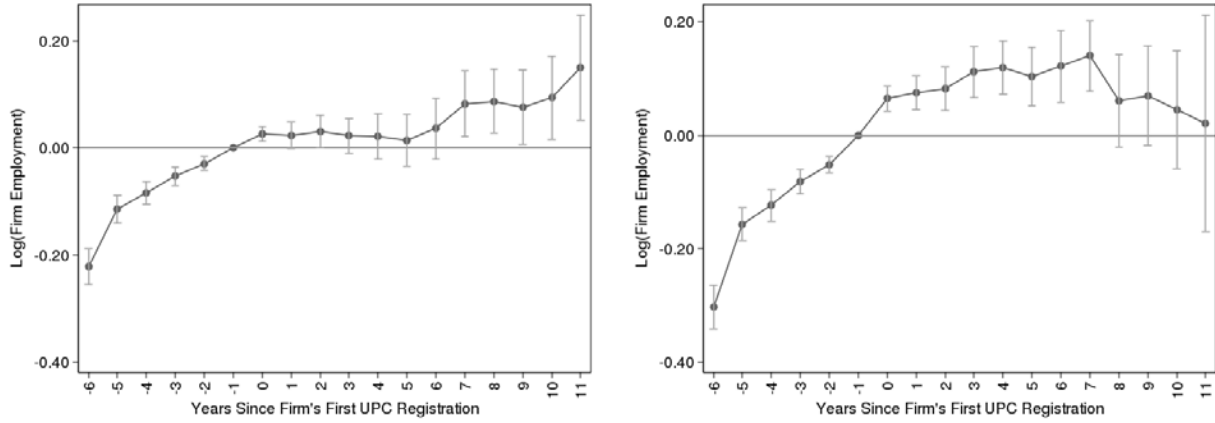 0.20
0.00
-0.20
-0.40
Log(Firm Employment)
-6 -5 -4 -3 -2 -1 0 1 2 3 4 5 6 7 8 9 10 11
Years Since Firm's First UPC Registration
0.20
0.00
-0.20
-0.40
Log(Firm Employment)
-6 -5 -4 -3 -2 -1 0 1 2 3 4 5 6 7 8 9 10 11
Years Since Firm's First UPC Registration